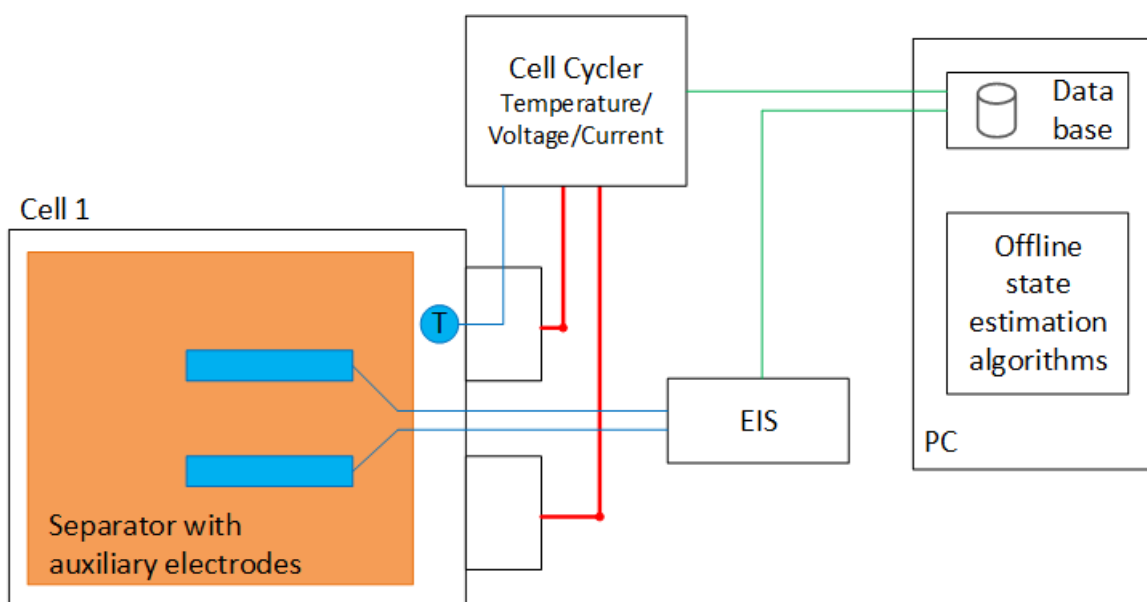 Cell Cycler
Temperature/
Voltage/Current
Data
base
Cell 1
T
Offline
state
estimation
algorithms
EIS
PC
Separator with
auxiliary electrodes